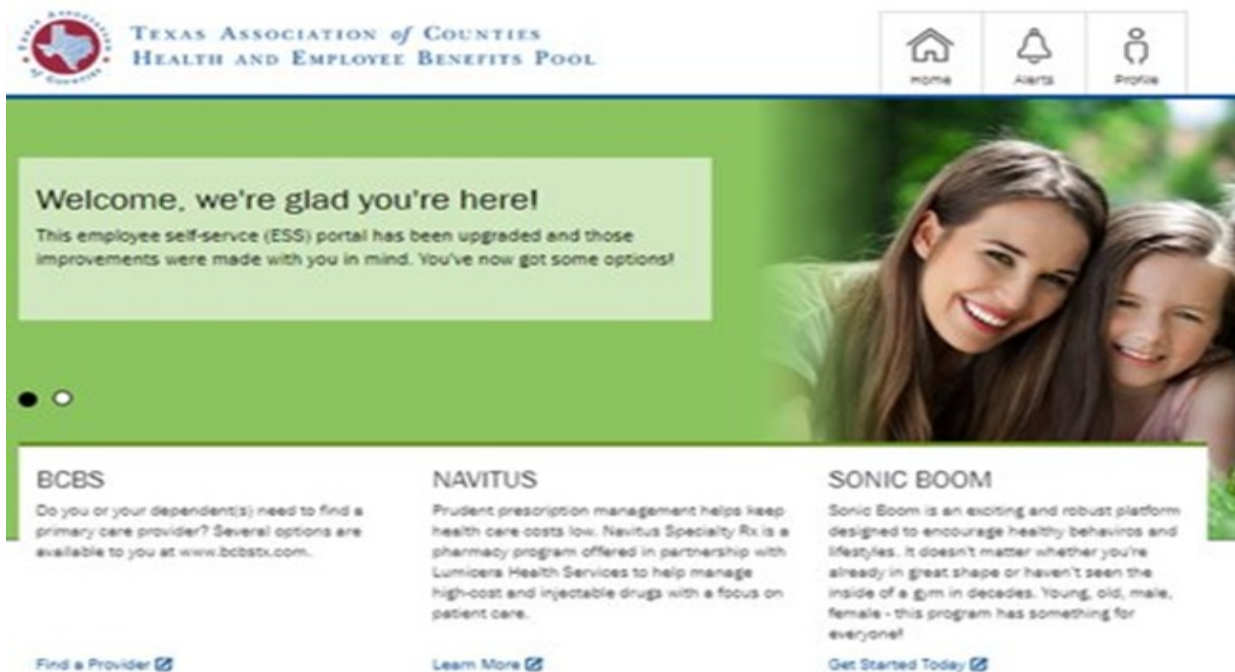 TEXAS ASSOCIATION of COUNTIES
HEALTH AND EMPLOYEE BENEFITS POOL
TEXAS ASSOCIATION
of COUNTIES
Home
Alerts
Profile
Welcome, we're glad you're here!
This employee self-servce (ESS) portal has been upgraded and those
improvements were made with you in mind. You've now got some options!
BCBS
Do you or your dependent(s) need to find a
primary care provider? Several options are
available to you at www.bcbstx.com.
Find a Provider
NAVITUS
Prudent prescription management helps keep
health care costs low. Navitus Specialty Rx is a
pharmacy program offered in partnership with
Lumicera Health Services to help manage
high-cost and injectable drugs with a focus on
patient care.
Learn More
SONIC BOOM
Sonic Boom is an exciting and robust platform
designed to encourage healthy behaviros and
lifestyles. It doesn't matter whether you're
already in great shape or haven't seen the
inside of a gym in decades. Young, old, male,
female - this program has something for
everyone!
Get Started Today